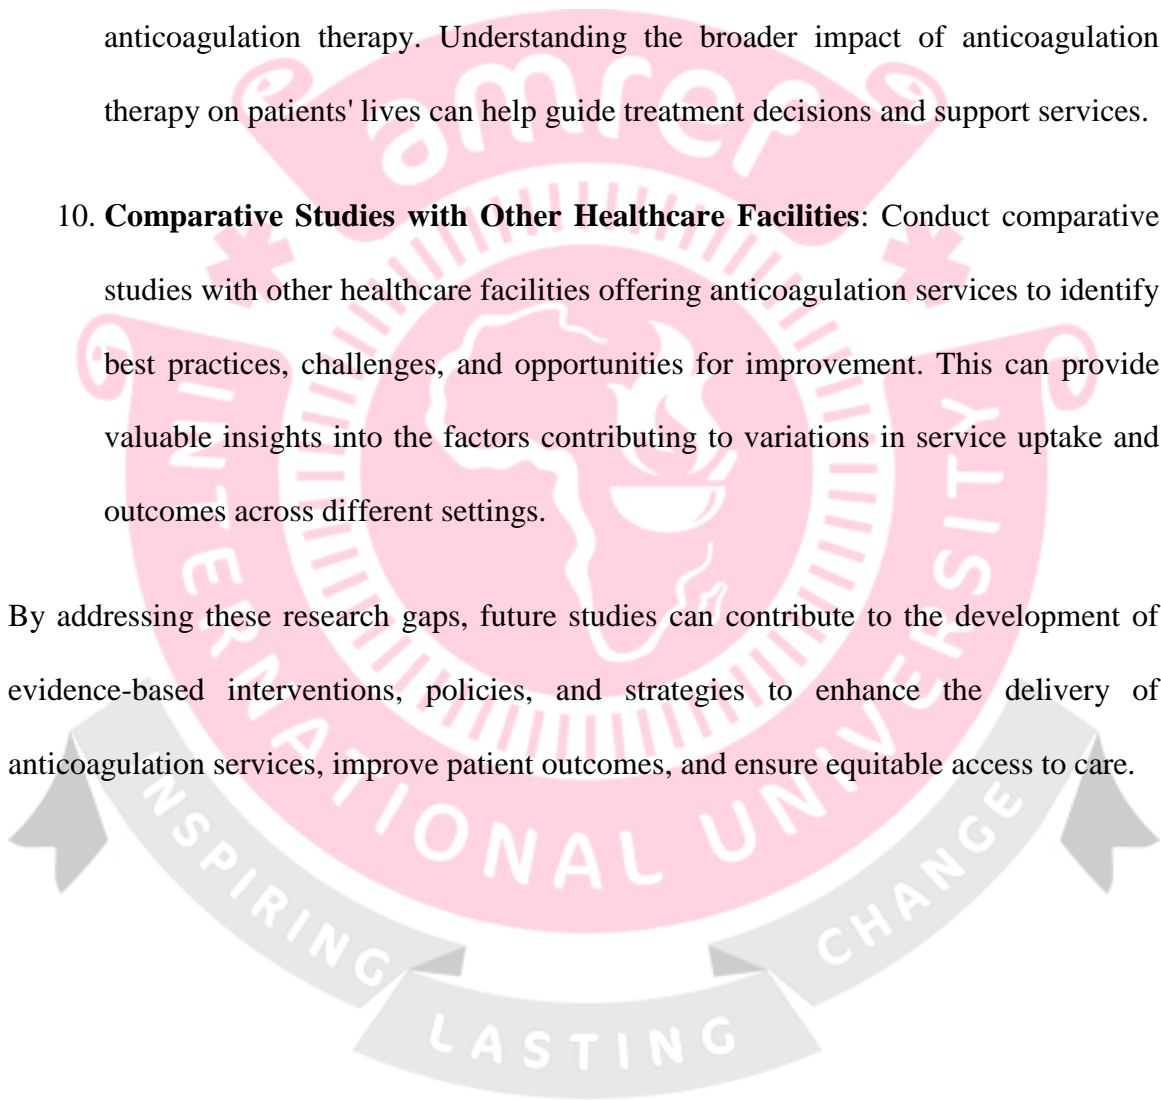 anticoagulation therapy. Understanding the broader impact of anticoagulation
therapy on patients' lives can help guide treatment decisions and support services.
10. Comparative Studies with Other Healthcare Facilities: Conduct comparative
studies with other healthcare facilities offering anticoagulation services to identify
best practices, challenges, and opportunities for improvement. This can provide
valuable insights into the factors contributing to variations in service uptake and
outcomes across different settings.
By addressing these research gaps, future studies can contribute to the development of
evidence-based interventions, policies, and strategies to enhance the delivery of
anticoagulation services, improve patient outcomes, and ensure equitable access to care.
amref
INTERNATIONAL UNIVERSITY
INSPIRING LASTING CHANGE